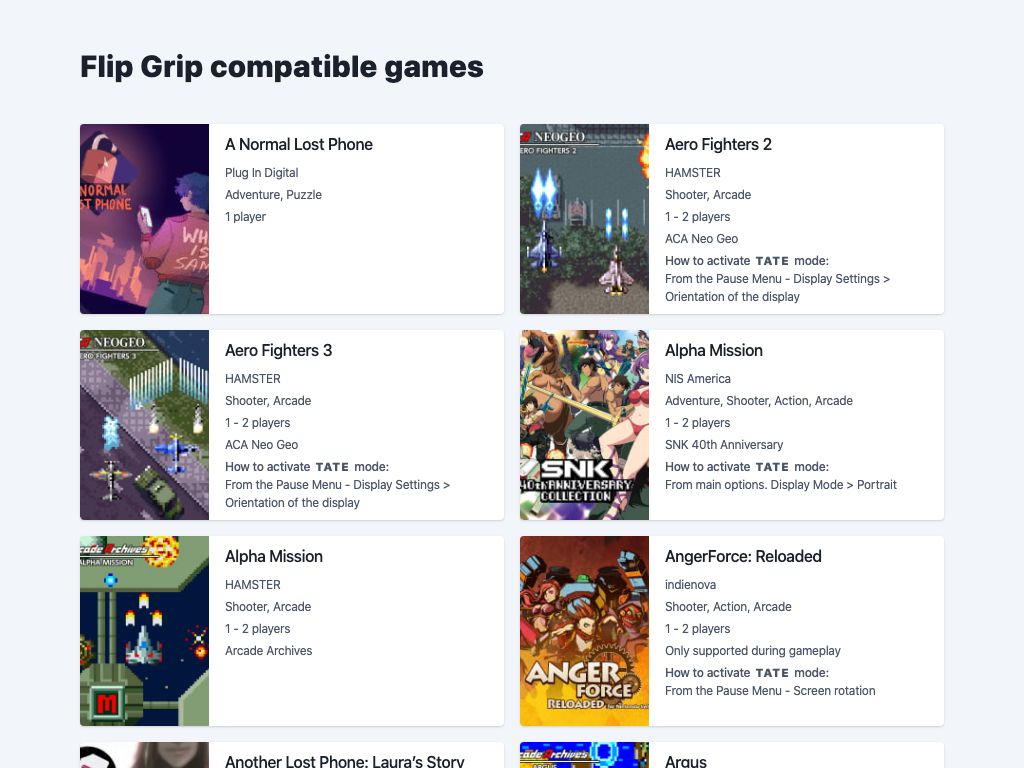 Flip Grip compatible games
NORMAL
ST PHONE
WH
IS
SAM
A Normal Lost Phone
Plug In Digital
Adventure, Puzzle
1 player
NEOGEO
ERO FIGHTERS 2
Aero Fighters 2
HAMSTER
Shooter, Arcade
1 - 2 players
ACA Neo Geo
How to activate TATE mode:
From the Pause Menu - Display Settings >
Orientation of the display
NEOGEO
ERO FIGHTERS 3
Aero Fighters 3
HAMSTER
Shooter, Arcade
1 - 2 players
ACA Neo Geo
How to activate TATE mode:
From the Pause Menu - Display Settings >
Orientation of the display
SNK
40th ANNIVERSARY
COLLECTION
Alpha Mission
NIS America
Adventure, Shooter, Action, Arcade
1 - 2 players
SNK 40th Anniversary
How to activate TATE mode:
From main options. Display Mode > Portrait
cade Archives
ALPHA MISSION
M
Alpha Mission
HAMSTER
Shooter, Arcade
1 - 2 players
Arcade Archives
ANGER
FORCE
RELOADED
AngerForce: Reloaded
indienova
Shooter, Action, Arcade
1 - 2 players
Only supported during gameplay
How to activate TATE mode:
From the Pause Menu - Screen rotation
Another Lost Phone: Laura's Story
cade Archives
ARGUS
Argus